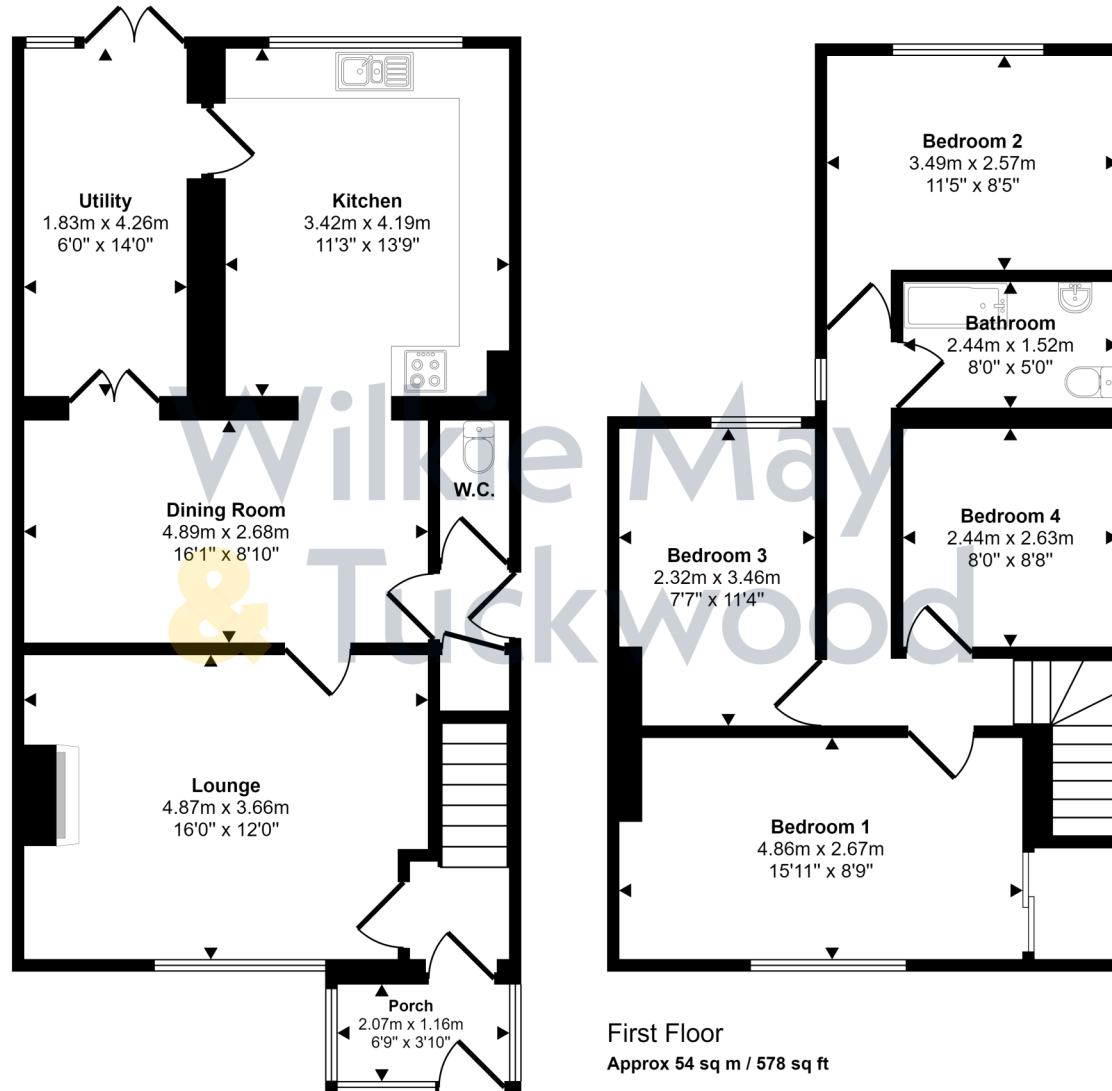 Utility
1.83m x 4.26m
6'0" x 14'0"
Kitchen
3.42m x 4.19m
11'3" x 13'9"
Dining Room
4.89m x 2.68m
16'1" x 8'10"
W.C.
Lounge
4.87m x 3.66m
16'0" x 12'0"
Porch
2.07m x 1.16m
6'9" x 3'10"
Bedroom 2
3.49m x 2.57m
11'5" x 8'5"
Bathroom
2.44m x 1.52m
8'0" x 5'0"
Bedroom 3
2.32m x 3.46m
7'7" x 11'4"
Bedroom 4
2.44m x 2.63m
8'0" x 8'8"
Bedroom 1
4.86m x 2.67m
15'11" x 8'9"
First Floor
Approx 54 sq m / 578 sq ft
Wilkie May
& Tuckwood